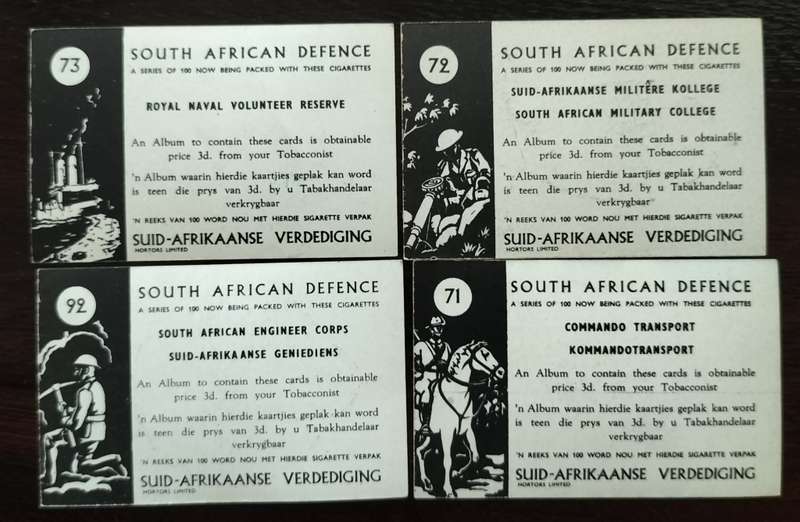 73
SOUTH AFRICAN DEFENCE
A SERIES OF 100 NOW BEING PACKED WITH THESE CIGARETTES
ROYAL NAVAL VOLUNTEER RESERVE
An Album to contain these cards is obtainable
price 3d. from your Tobacconist
'n Album waarin hierdie kaartjies geplak kan word
is teen die prys van 3d. by u Tabakhandelaar
verkrygbaar
'N REEKS VAN 100 WORD NOU MET HIERDIE SIGARETTE VERPAK
SUID-AFRIKAANSE VERDEDIGING
HORTORS LIMITED
72
SOUTH AFRICAN DEFENCE
A SERIES OF 100 NOW BEING PACKED WITH THESE CIGARETTES
SUID-AFRIKAANSE MILITÊRE KOLLEGE
SOUTH AFRICAN MILITARY COLLEGE
An Album to contain these cards is obtainable
price 3d. from your Tobacconist
'n Album waarin hierdie kaartjies geplak kan word
is teen die prys van 3d. by u Tabakhandelaar
verkrygbaar
'N REEKS VAN 100 WORD NOU MET HIERDIE SIGARETTE VERPAK
SUID-AFRIKAANSE VERDEDIGING
HORTORS LIMITED
92
SOUTH AFRICAN DEFENCE
A SERIES OF 100 NOW BEING PACKED WITH THESE CIGARETTES
SOUTH AFRICAN ENGINEER CORPS
SUID-AFRIKAANSE GENIEDIENS
An Album to contain these cards is obtainable
price 3d. from your Tobacconist
'n Album waarin hierdie kaartjies geplak kan word
is teen die prys van 3d. by u Tabakhandelaar
verkrygbaar
'N REEKS VAN 100 WORD NOU MET HIERDIE SIGARETTE VERPAK
SUID-AFRIKAANSE VERDEDIGING
HORTORS LIMITED
71
SOUTH AFRICAN DEFENCE
A SERIES OF 100 NOW BEING PACKED WITH THESE CIGARETTES
COMMANDO TRANSPORT
KOMMANDOTRANSPORT
An Album to contain these cards is obtainable
price 3d. from your Tobacconist
'n Album waarin hierdie kaartjies geplak kan word
is teen die prys van 3d. by u Tabakhandelaar
verkrygbaar
'N REEKS VAN 100 WORD NOU MET HIERDIE SIGARETTE VERPAK
SUID-AFRIKAANSE VERDEDIGING
HORTORS LIMITED